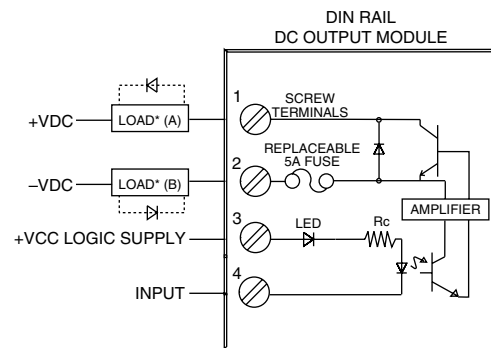 DIN RAIL
DC OUTPUT MODULE
1
SCREW
TERMINALS
+VDC
LOAD* (A)
2
REPLACEABLE
5A FUSE
–VDC
LOAD* (B)
AMPLIFIER
3
LED
Rc
+VCC LOGIC SUPPLY
4
INPUT